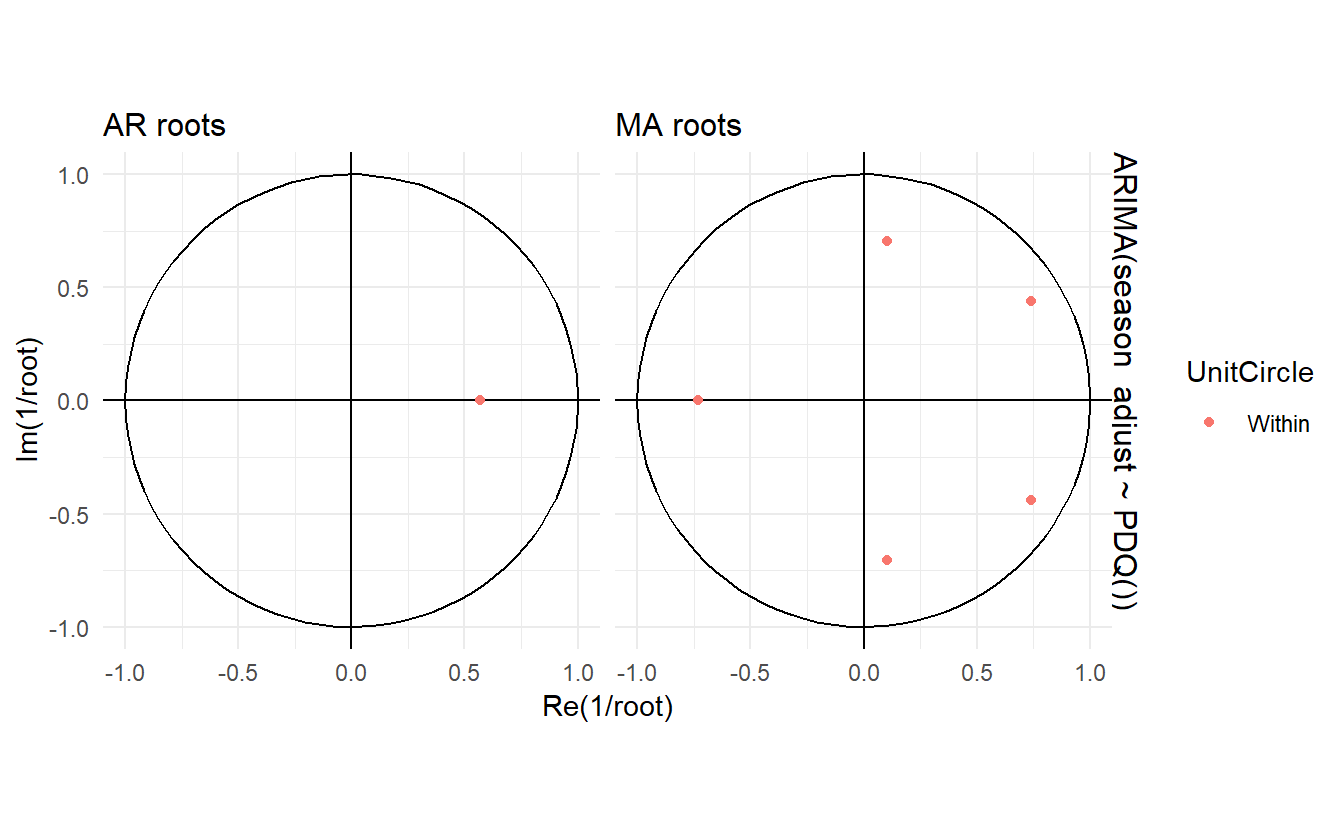 AR roots
MA roots
1.0
0.5
0.0
-0.5
-1.0
Im(1/root)
-1.0 -0.5 0.0 0.5 1.0
-1.0 -0.5 0.0 0.5 1.0
Re(1/root)
ARIMA(season adjust ~ PDQ())
UnitCircle
Within